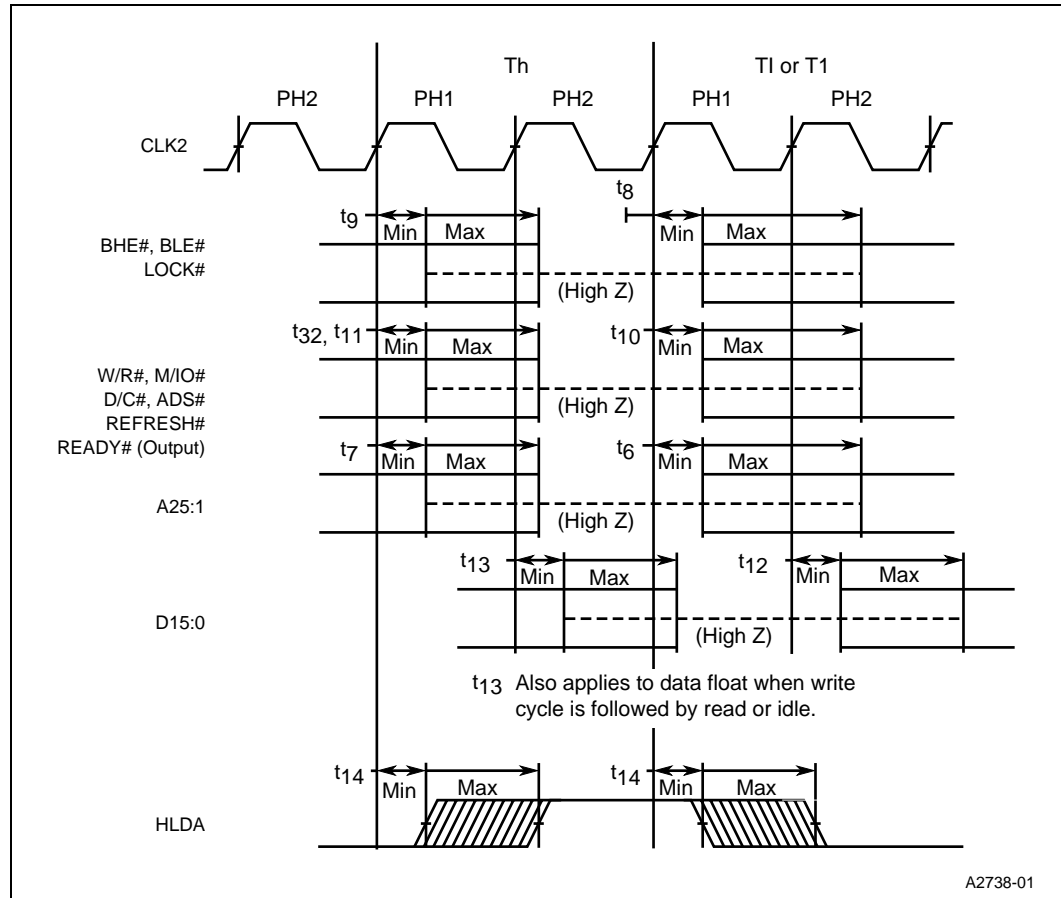 Th
TI or T1
PH2
PH1
PH2
PH1
PH2
CLK2
t8
t9
Min
Max
Min
Max
BHE#, BLE#
LOCK#
(High Z)
t32, t11
Min
Max
t10
Min
Max
W/R#, M/IO#
D/C#, ADS#
REFRESH#
READY# (Output)
(High Z)
t7
Min
Max
t6
Min
Max
A25:1
(High Z)
t13
Min
Max
t12
Min
Max
D15:0
(High Z)
t13 Also applies to data float when write
cycle is followed by read or idle.
t14
Min
Max
t14
Min
Max
HLDA
A2738-01